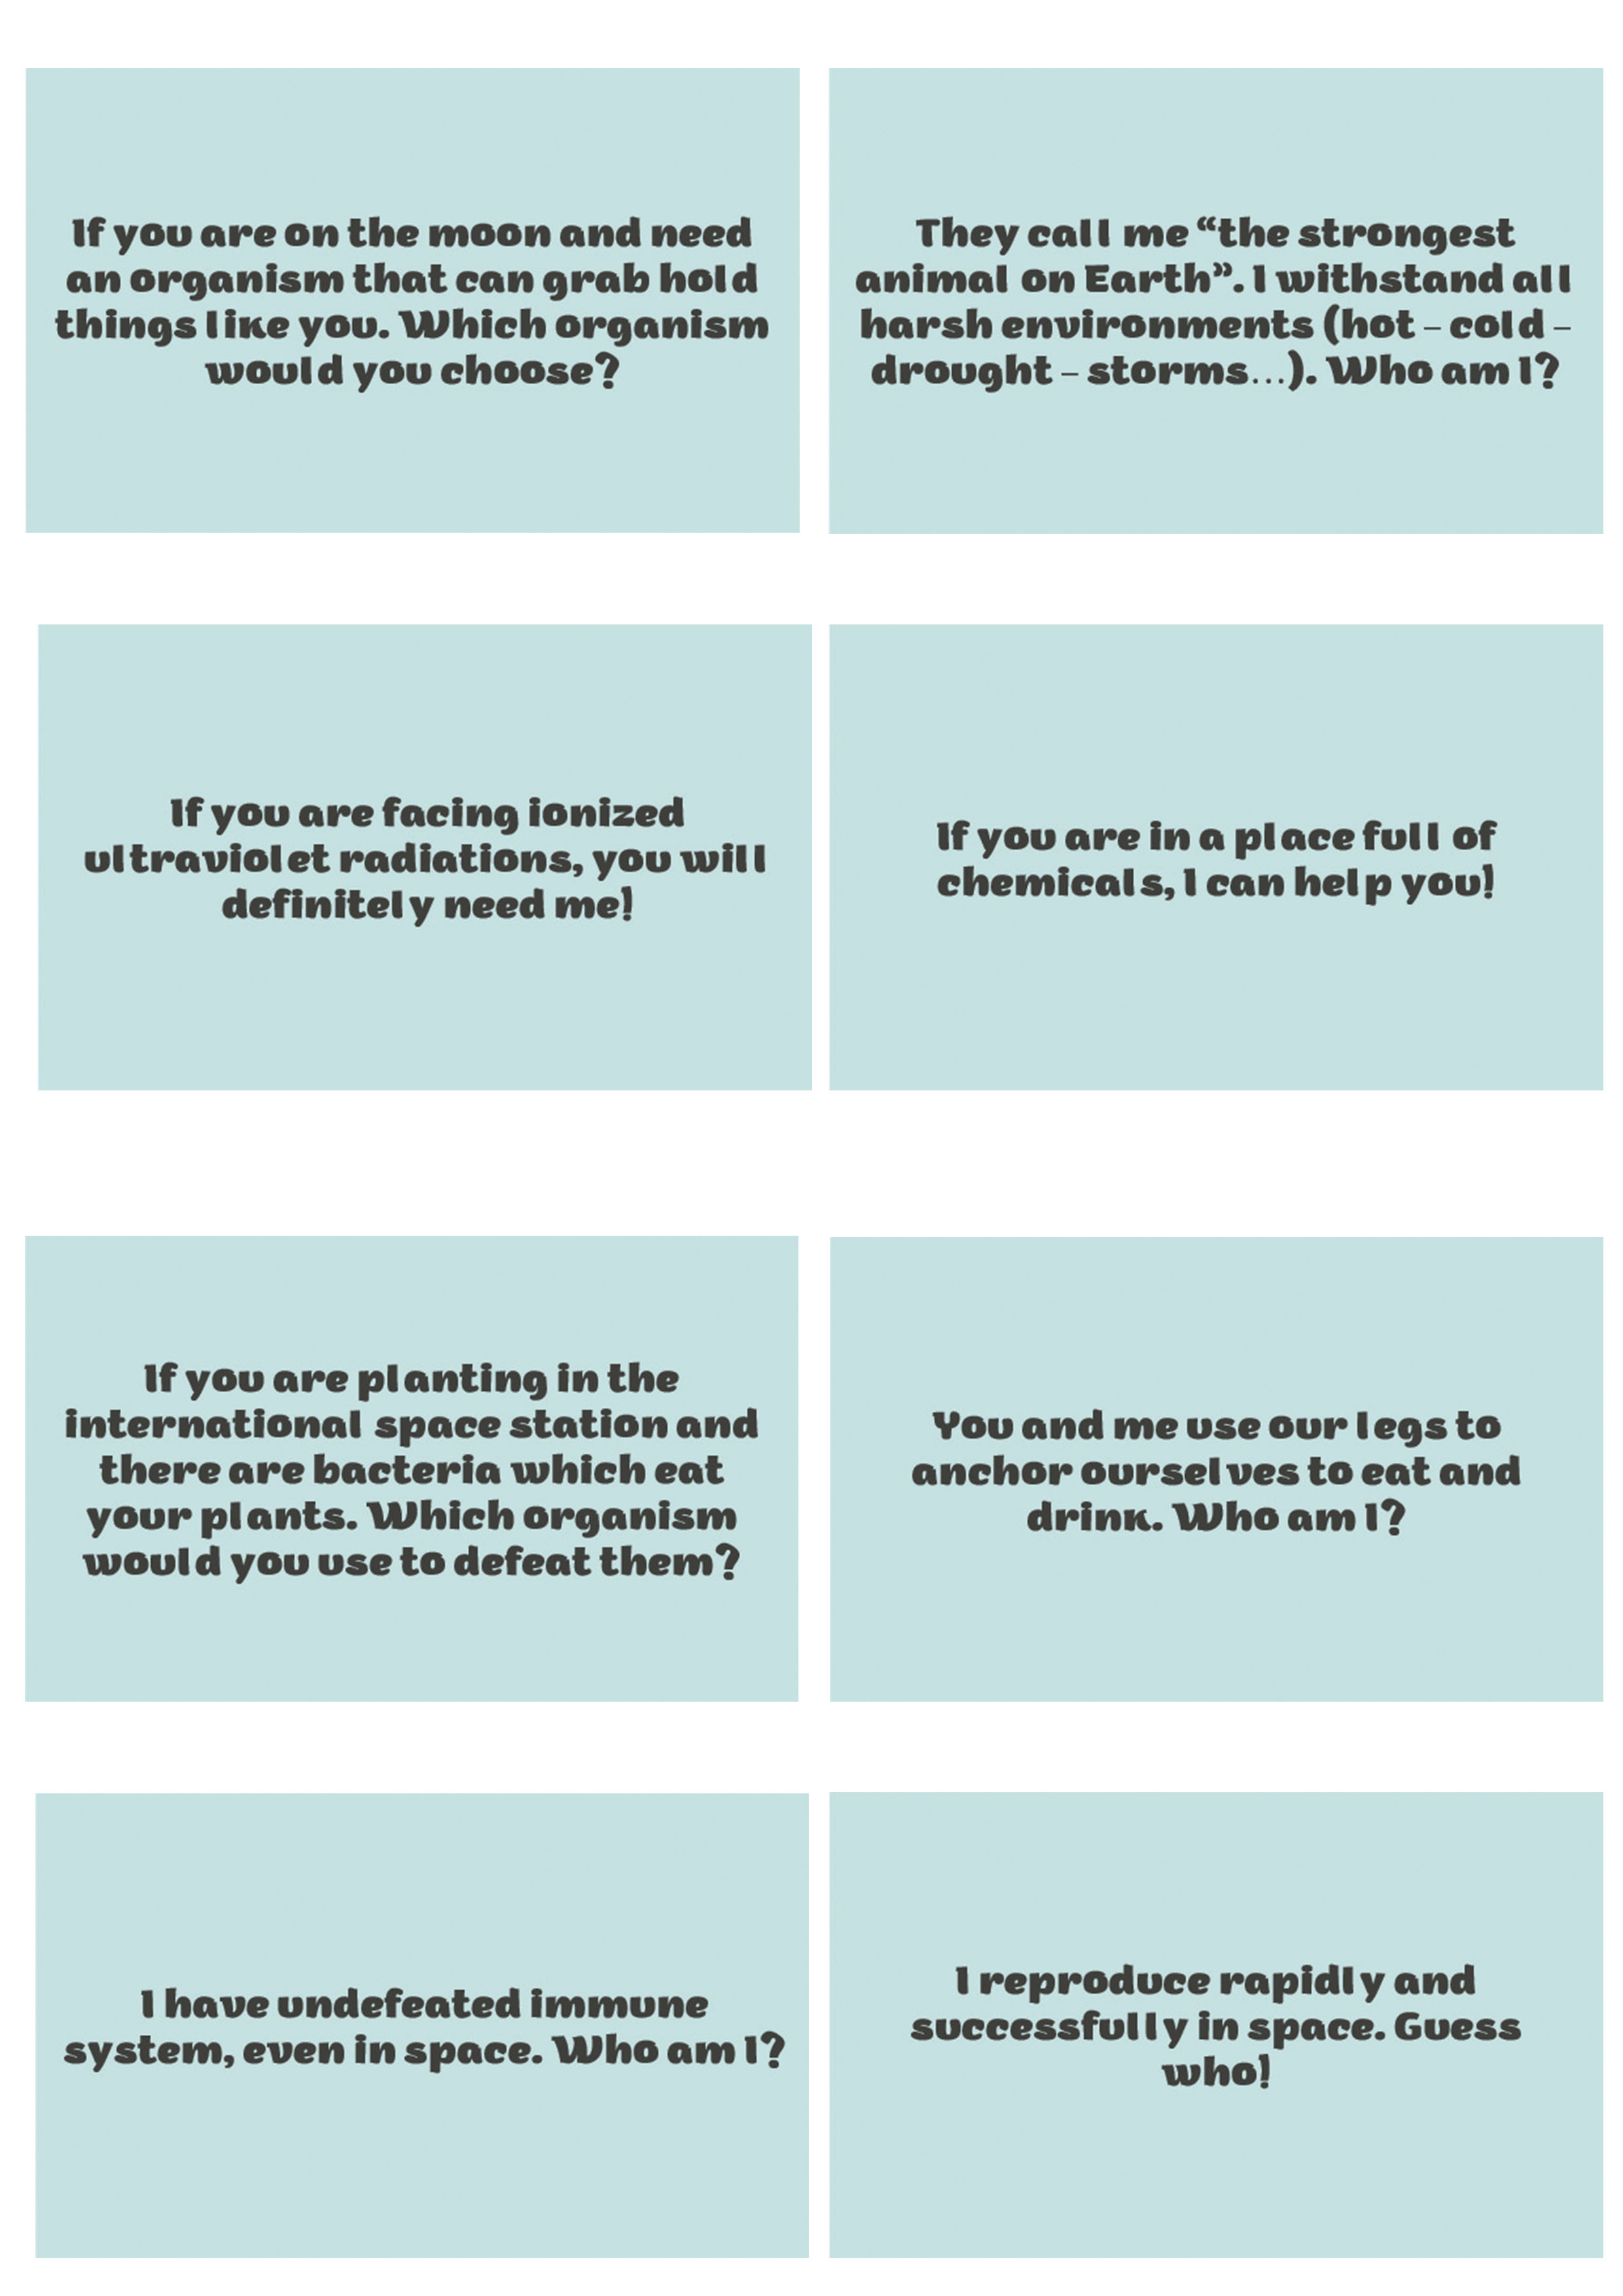 If you are on the moon and need
an organism that can grab hold
things like you. Which organism
would you choose?
They call me “the strongest
animal on Earth”. I withstand all
harsh environments (hot – cold –
drought – storms…). Who am I?
If you are facing ionized
ultraviolet radiations, you will
definitely need me!
If you are in a place full of
chemicals, I can help you!
If you are planting in the
international space station and
there are bacteria which eat
your plants. Which organism
would you use to defeat them?
You and me use our legs to
anchor ourselves to eat and
drink. Who am I?
I have undefeated immune
system, even in space. Who am I?
I reproduce rapidly and
successfully in space. Guess
who!